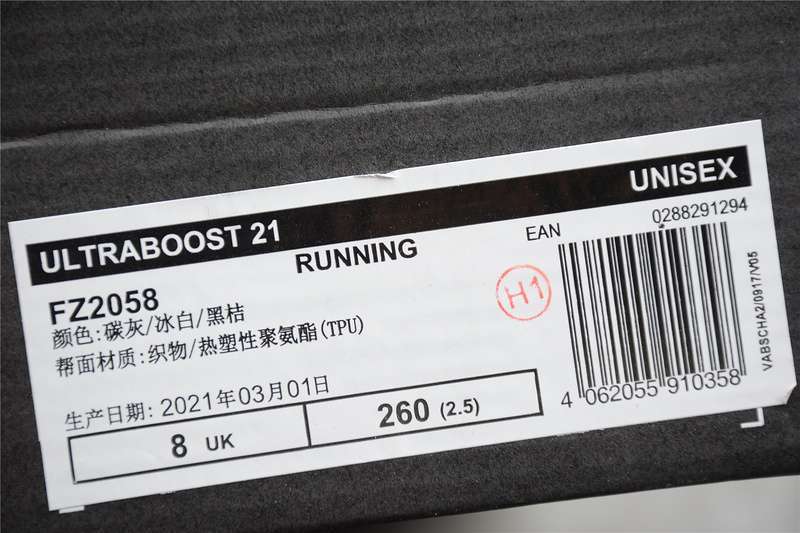 ULTRABOOST 21 UNISEX
RUNNING EAN 0288291294
FZ2058
颜色:碳灰/冰白/黑桔
帮面材质:织物/热塑性聚氨酯(TPU)
H1
生产日期: 2021年03月01日
8 UK 260 (2.5)
4 062055 910358
VABSCHA2/0917/V05